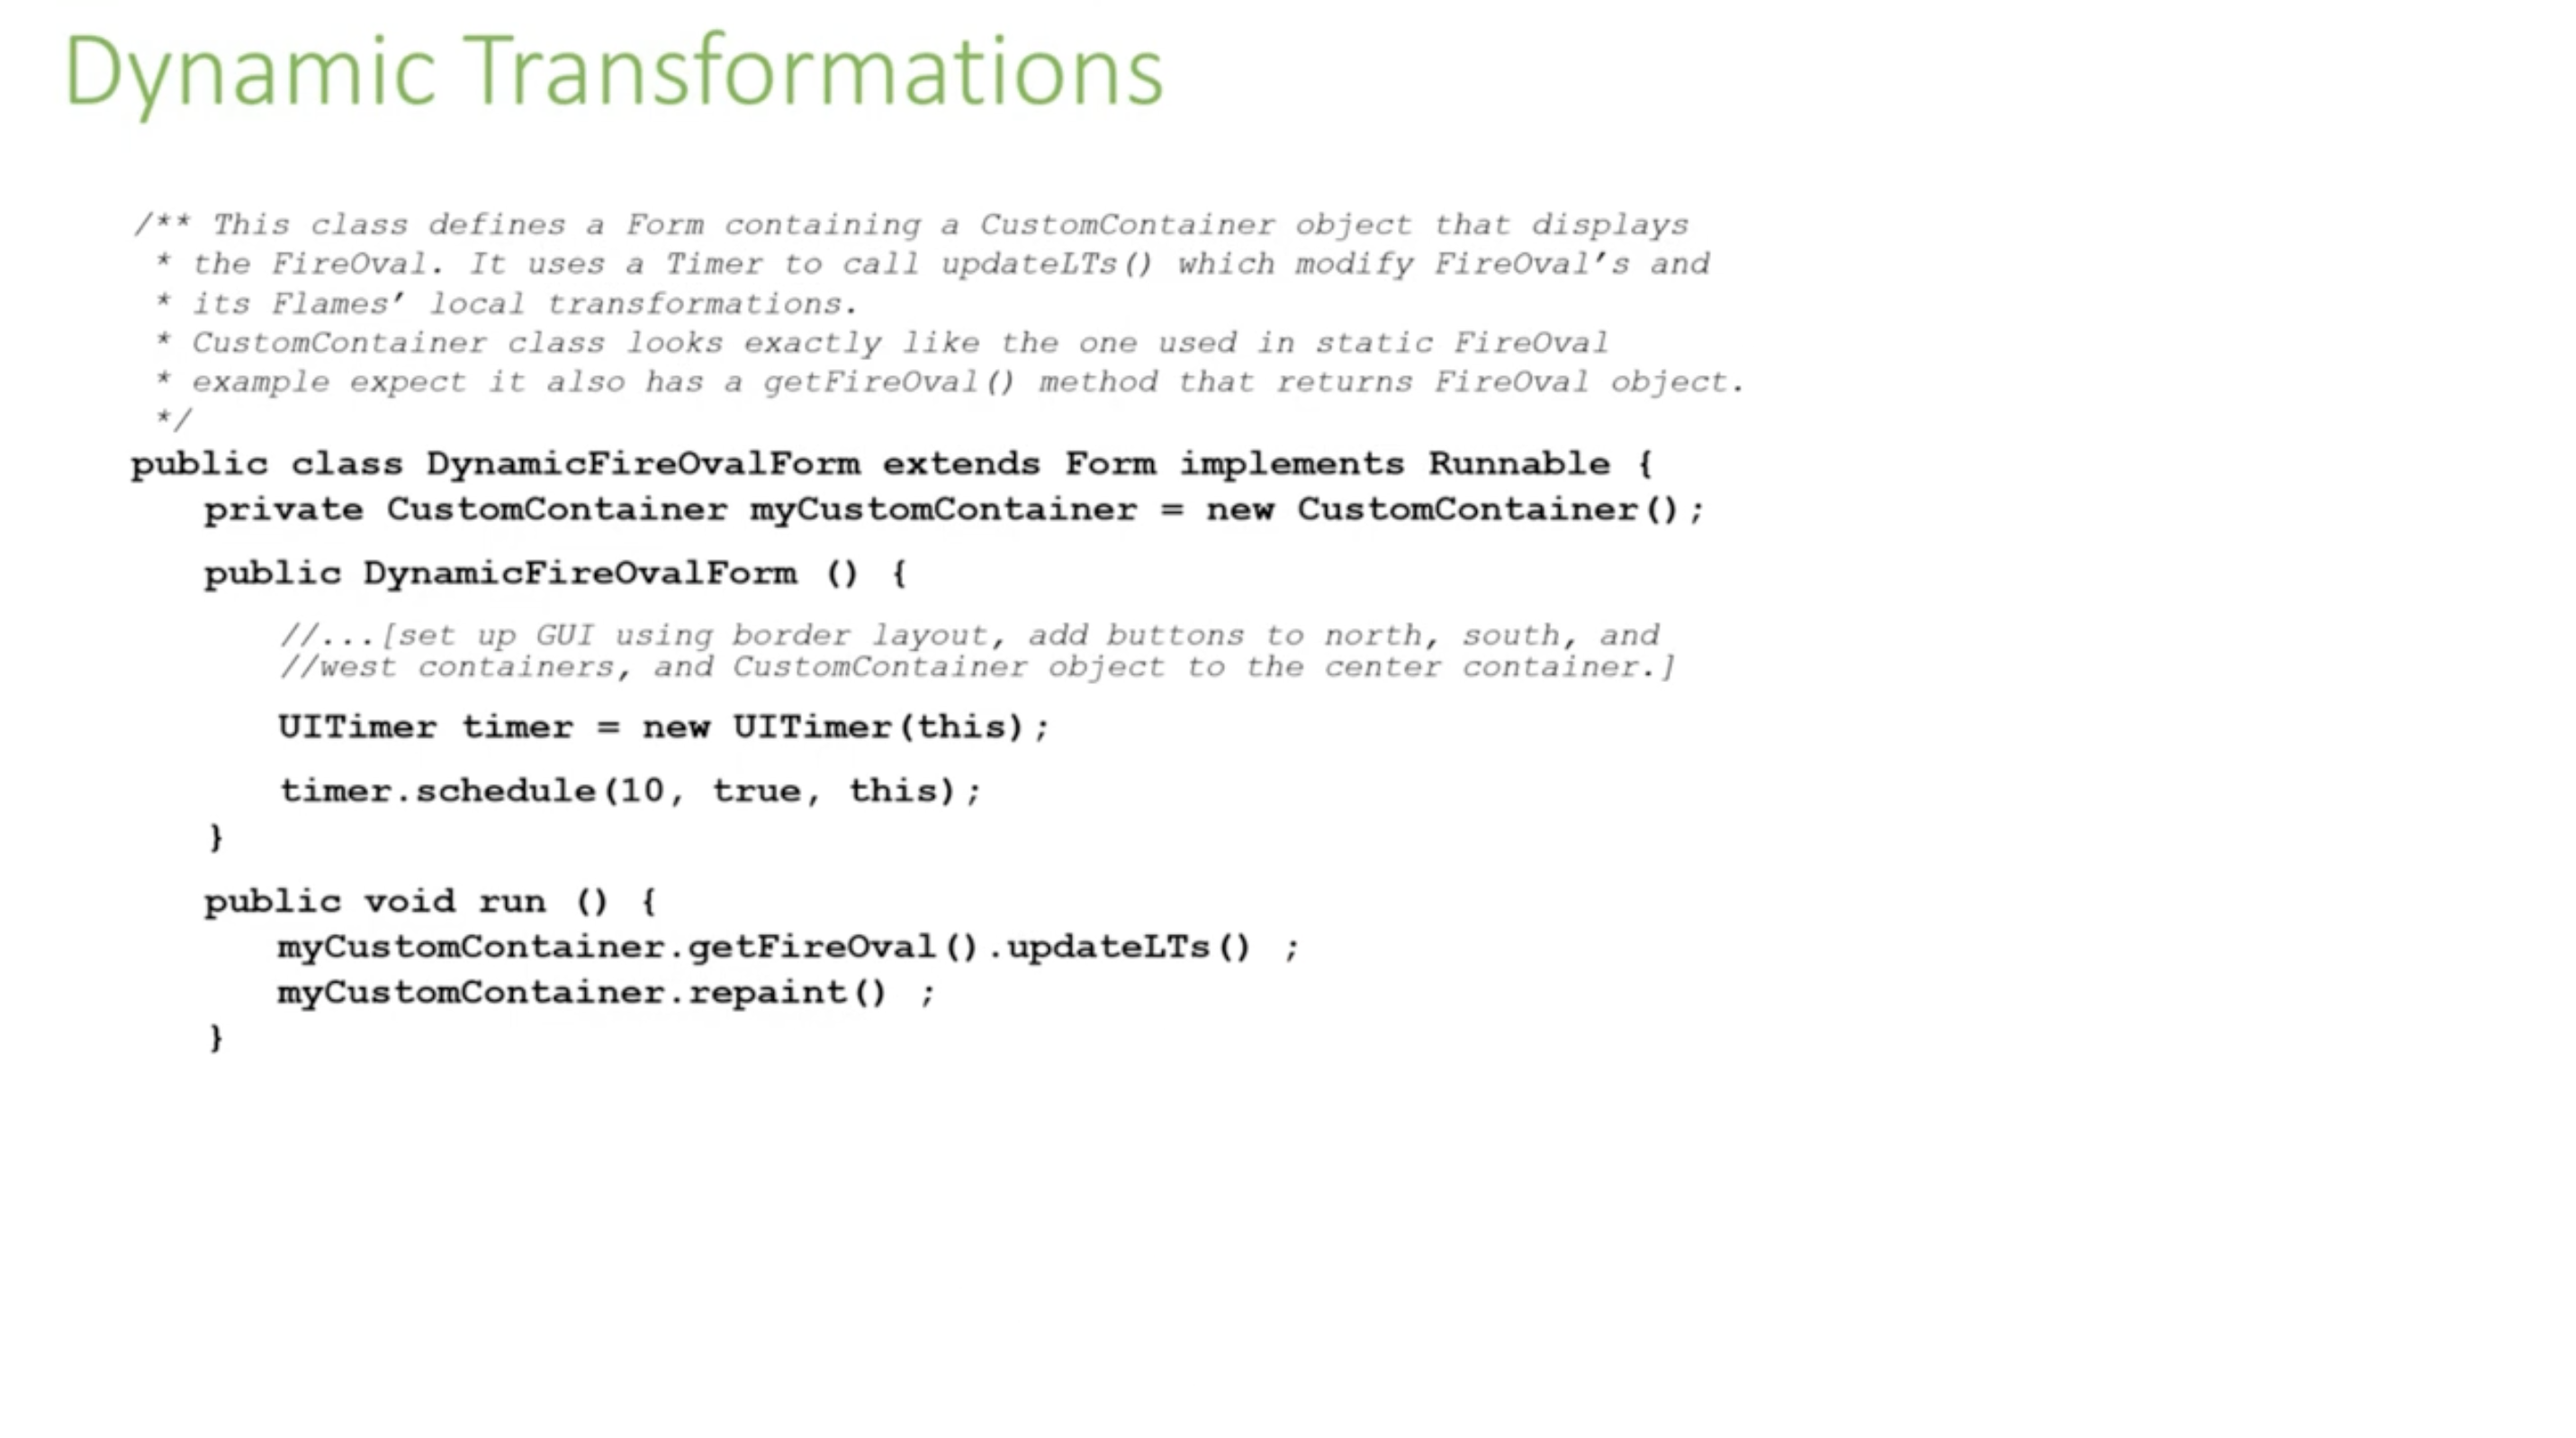 Dynamic Transformations
/** This class defines a Form containing a CustomContainer object that displays
* the FireOval. It uses a Timer to call updateLTs() which modify FireOval’s and
* its Flames’ local transformations.
* CustomContainer class looks exactly like the one used in static FireOval
* example expect it also has a getFireOval() method that returns FireOval object.
*/
public class DynamicFireOvalForm extends Form implements Runnable {
private CustomContainer myCustomContainer = new CustomContainer();
public DynamicFireOvalForm () {
//...[set up GUI using border layout, add buttons to north, south, and
//west containers, and CustomContainer object to the center container.]
UITimer timer = new UITimer(this);
timer.schedule(10, true, this);
}
public void run () {
myCustomContainer.getFireOval().updateLTs() ;
myCustomContainer.repaint() ;
}